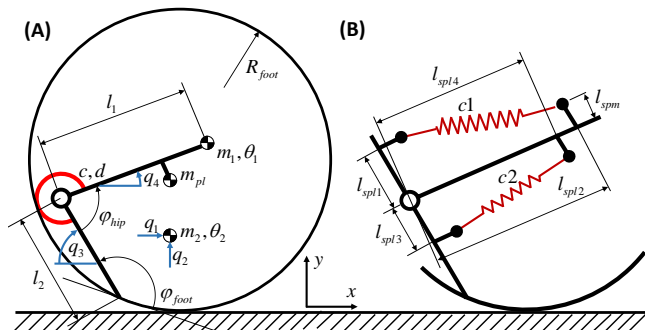 (A)
(B)
R_foot
l_spl4
l_1
c1
l_spm
m_1, θ_1
c, d
q_4
m_pl
c2
l_spl1
l_spl2
φ_hip
q_1
m_2, θ_2
q_3
q_2
l_spl3
l_2
φ_foot
y
x